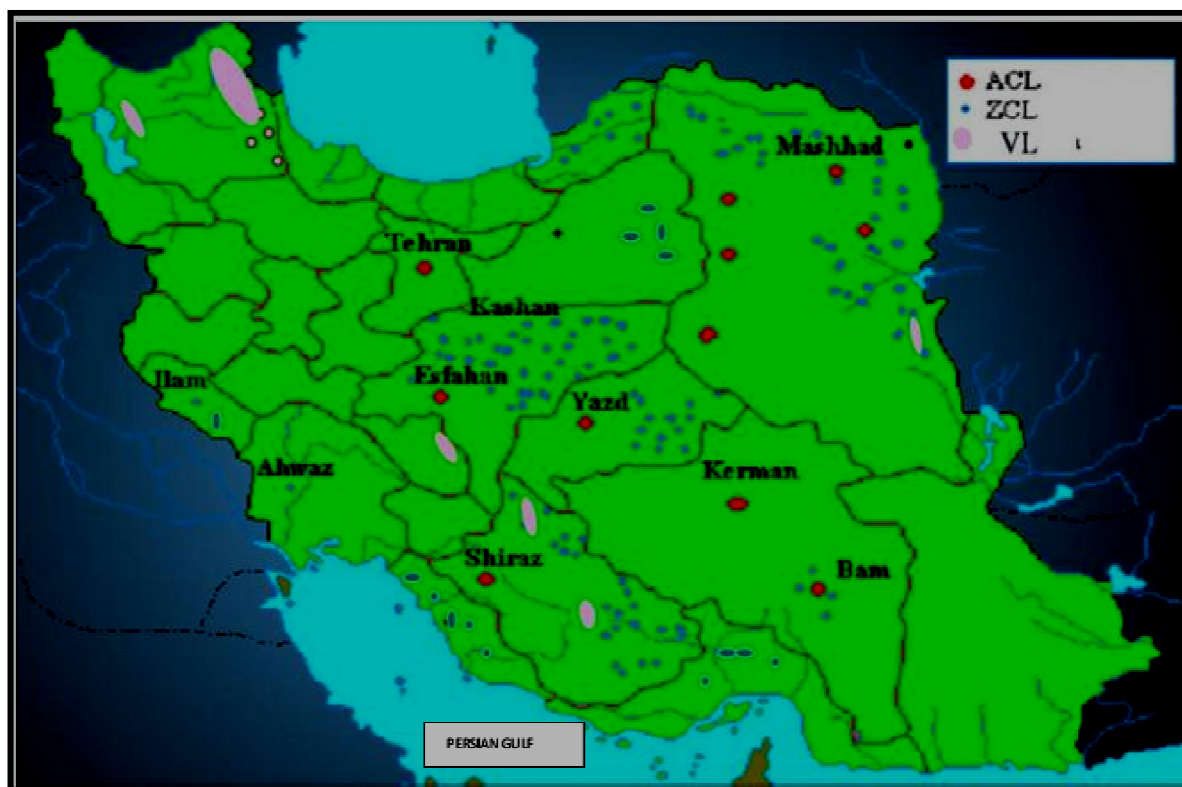 ACL
ZCL
VL
Mashhad
Tehran
Kashan
Esfahan
Ilam
Yazd
Ahwaz
Kerman
Shiraz
Bam
PERSIAN GULF